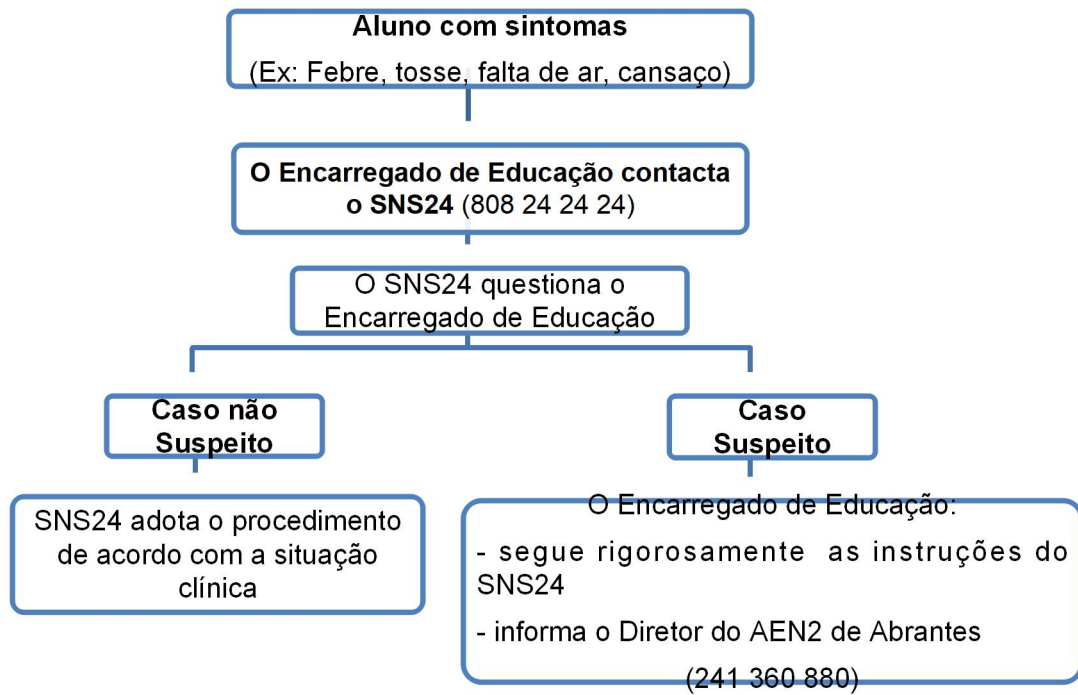 Aluno com sintomas
(Ex: Febre, tosse, falta de ar, cansaço)
O Encarregado de Educação contacta
o SNS24 (808 24 24 24)
O SNS24 questiona o
Encarregado de Educação
Caso não
Suspeito
SNS24 adota o procedimento
de acordo com a situação
clínica
Caso
Suspeito
O Encarregado de Educação:
- segue rigorosamente as instruções do
SNS24
- informa o Diretor do AEN2 de Abrantes
(241 360 880)